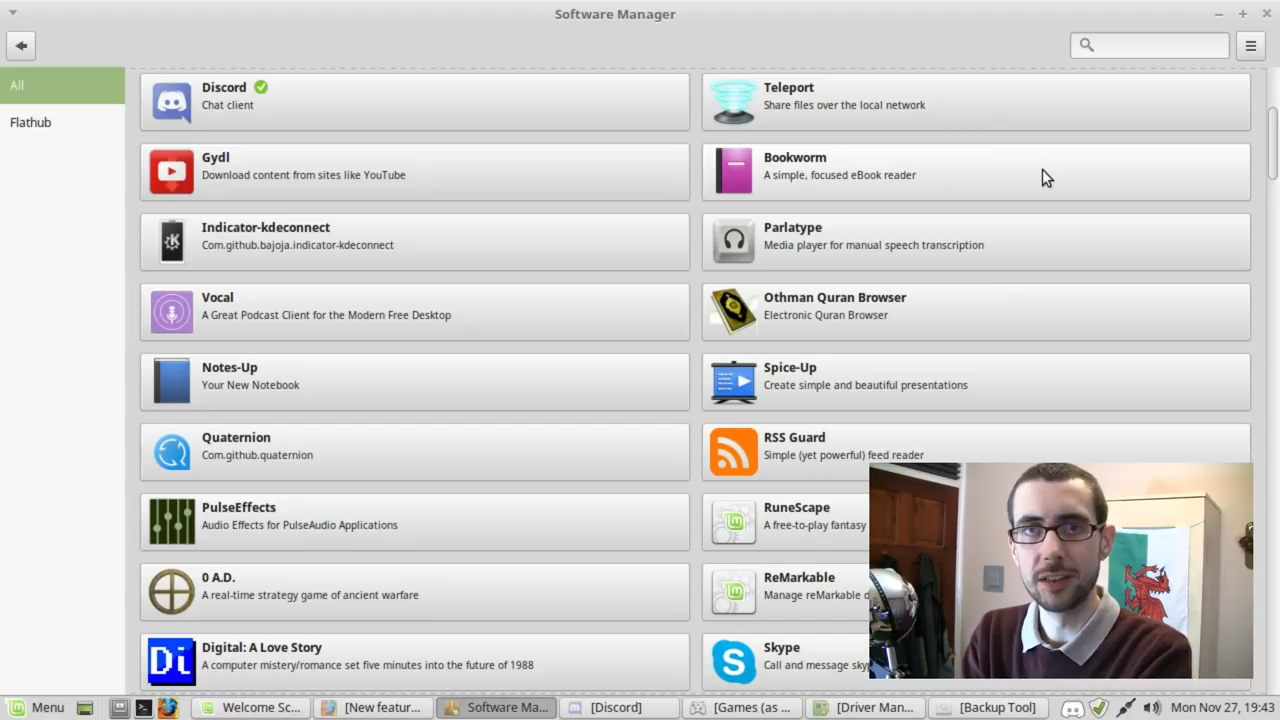 Software Manager
All
Flathub
Discord
Chat client
Teleport
Share files over the local network
Gydl
Download content from sites like YouTube
Bookworm
A simple, focused eBook reader
Indicator-kdeconnect
Com.github.bajoja.indicator-kdeconnect
Parlatype
Media player for manual speech transcription
Vocal
A Great Podcast Client for the Modern Free Desktop
Othman Quran Browser
Electronic Quran Browser
Notes-Up
Your New Notebook
Spice-Up
Create simple and beautiful presentations
Quaternion
Com.github.quaternion
RSS Guard
Simple (yet powerful) feed reader
PulseEffects
Audio Effects for PulseAudio Applications
RuneScape
A free-to-play fantasy
0 A.D.
A real-time strategy game of ancient warfare
ReMarkable
Manage reMarkable
Di
Digital: A Love Story
A computer mistery/romance set five minutes into the future of 1988
Skype
Call and message
Menu
Welcome Sc...
[New featur...
Software Ma...
[Discord]
[Games (as ...
[Driver Man...
[Backup Tool]
Mon Nov 27, 19:43